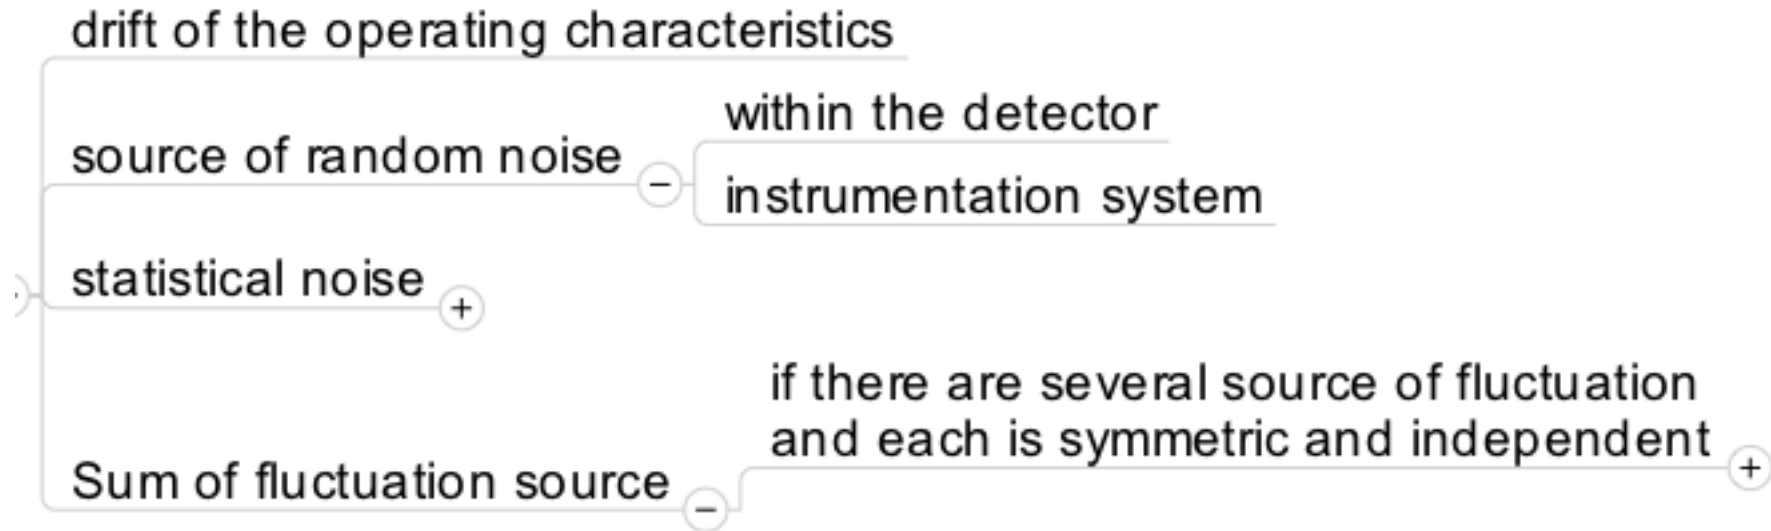 drift of the operating characteristics
within the detector
source of random noise
instrumentation system
statistical noise
if there are several source of fluctuation
and each is symmetric and independent
Sum of fluctuation source